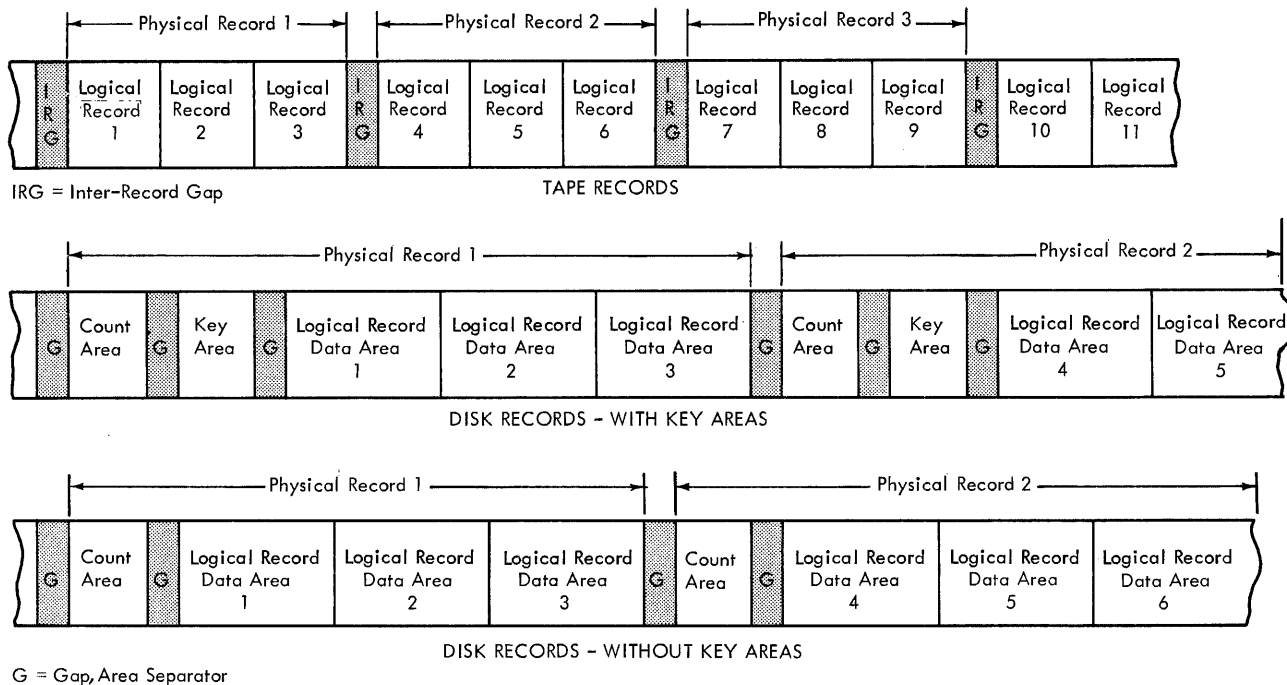 Physical Record 1 Physical Record 2 Physical Record 3
IRG Logical Record 1 Logical Record 2 Logical Record 3 IRG Logical Record 4 Logical Record 5 Logical Record 6 IRG Logical Record 7 Logical Record 8 Logical Record 9 IRG Logical Record 10 Logical Record 11
IRG = Inter-Record Gap
TAPE RECORDS
Physical Record 1 Physical Record 2
G Count Area G Key Area G Logical Record Data Area 1 Logical Record Data Area 2 Logical Record Data Area 3 G Count Area G Key Area G Logical Record Data Area 4 Logical Record Data Area 5
DISK RECORDS - WITH KEY AREAS
Physical Record 1 Physical Record 2
G Count Area G Logical Record Data Area 1 Logical Record Data Area 2 Logical Record Data Area 3 G Count Area G Logical Record Data Area 4 Logical Record Data Area 5 Logical Record Data Area 6
DISK RECORDS - WITHOUT KEY AREAS
G = Gap, Area Separator